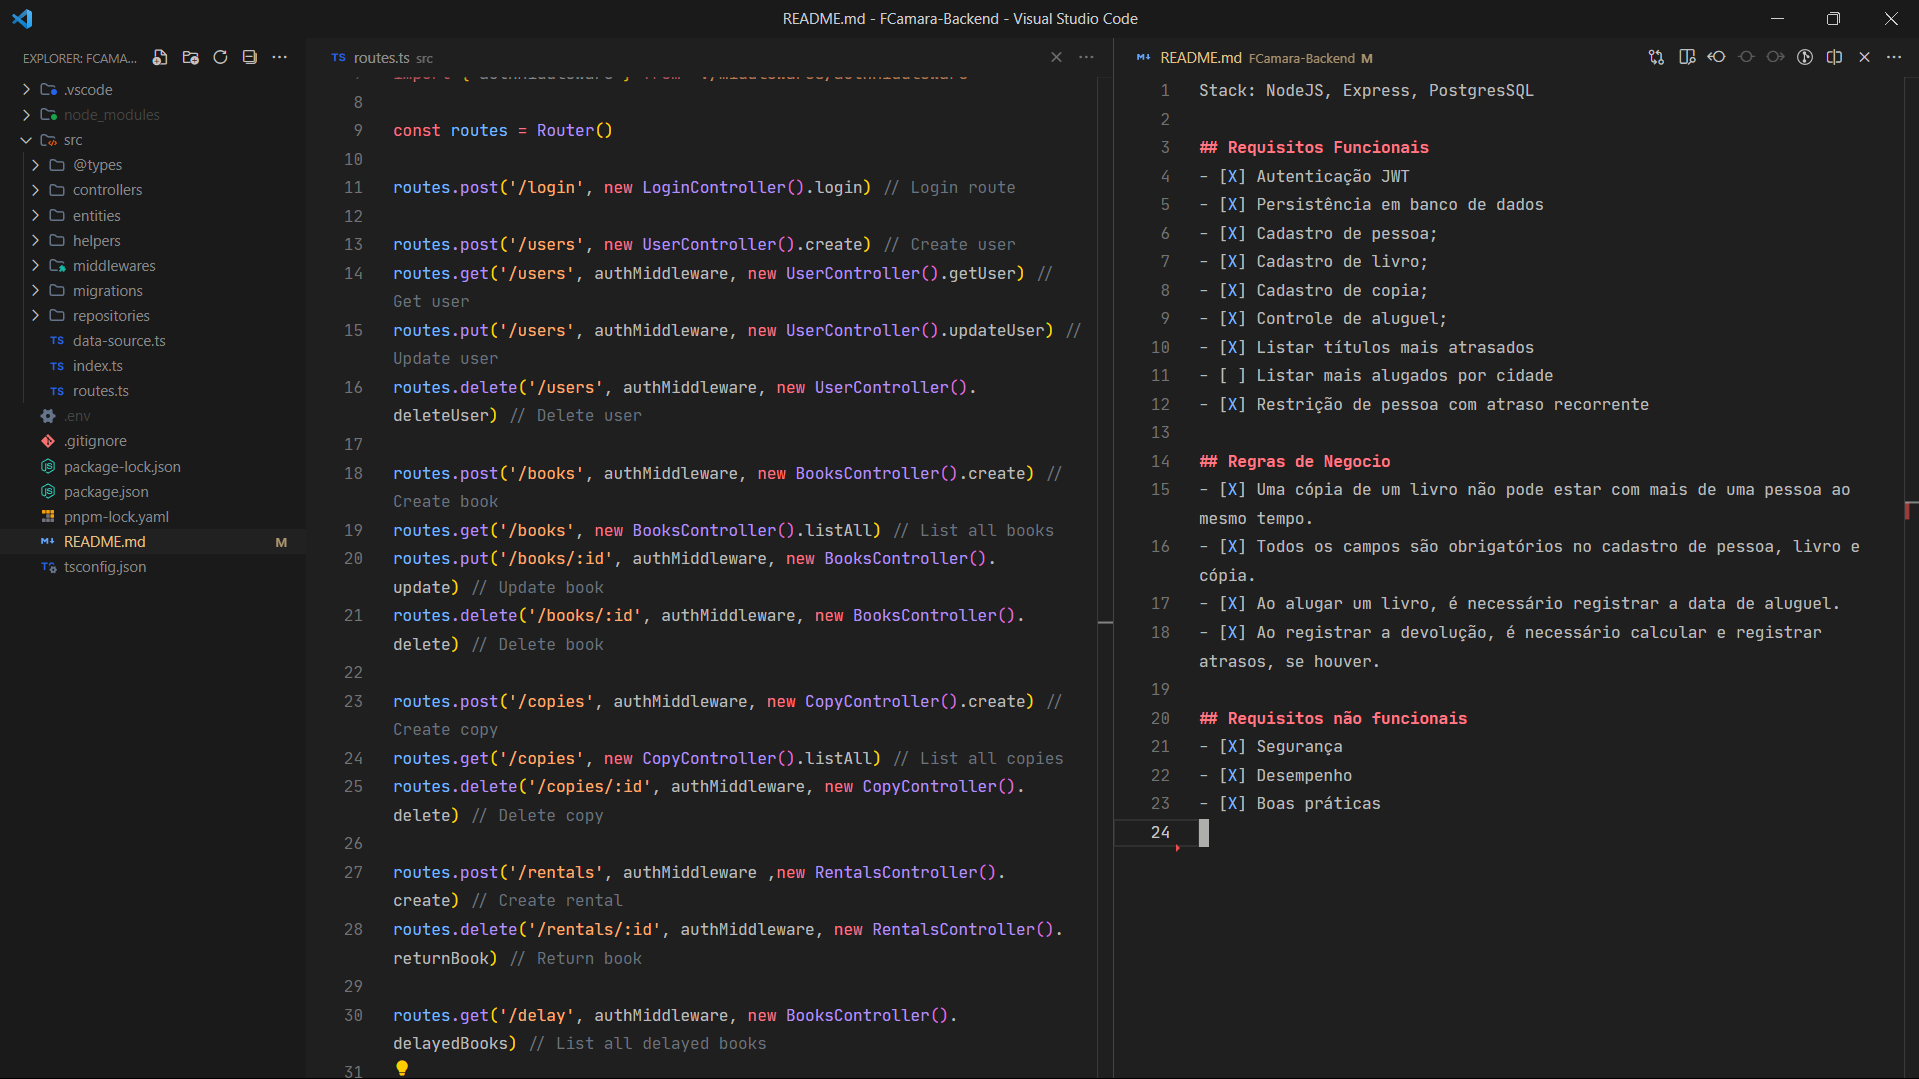 README.md - FCamara-Backend - Visual Studio Code
EXPLORER: FCAMA...
.vscode
node_modules
src
@types
controllers
entities
helpers
middlewares
migrations
repositories
TS data-source.ts
TS index.ts
TS routes.ts
.env
.gitignore
package-lock.json
package.json
pnpm-lock.yaml
README.md M
tsconfig.json
TS routes.ts src
import { authMiddleware } from './middlewares/authMiddleware'
8
9 const routes = Router()
10
11 routes.post('/login', new LoginController().login) // Login route
12
13 routes.post('/users', new UserController().create) // Create user
14 routes.get('/users', authMiddleware, new UserController().getUser) //
Get user
15 routes.put('/users', authMiddleware, new UserController().updateUser) //
Update user
16 routes.delete('/users', authMiddleware, new UserController().
deleteUser) // Delete user
17
18 routes.post('/books', authMiddleware, new BooksController().create) //
Create book
19 routes.get('/books', new BooksController().listAll) // List all books
20 routes.put('/books/:id', authMiddleware, new BooksController().
update) // Update book
21 routes.delete('/books/:id', authMiddleware, new BooksController().
delete) // Delete book
22
23 routes.post('/copies', authMiddleware, new CopyController().create) //
Create copy
24 routes.get('/copies', new CopyController().listAll) // List all copies
25 routes.delete('/copies/:id', authMiddleware, new CopyController().
delete) // Delete copy
26
27 routes.post('/rentals', authMiddleware ,new RentalsController().
create) // Create rental
28 routes.delete('/rentals/:id', authMiddleware, new RentalsController().
returnBook) // Return book
29
30 routes.get('/delay', authMiddleware, new BooksController().
delayedBooks) // List all delayed books
31
README.md FCamara-Backend M
1 Stack: NodeJS, Express, PostgresSQL
2
3 ## Requisitos Funcionais
4 - [X] Autenticação JWT
5 - [X] Persistência em banco de dados
6 - [X] Cadastro de pessoa;
7 - [X] Cadastro de livro;
8 - [X] Cadastro de copia;
9 - [X] Controle de aluguel;
10 - [X] Listar títulos mais atrasados
11 - [ ] Listar mais alugados por cidade
12 - [X] Restrição de pessoa com atraso recorrente
13
14 ## Regras de Negocio
15 - [X] Uma cópia de um livro não pode estar com mais de uma pessoa ao
mesmo tempo.
16 - [X] Todos os campos são obrigatórios no cadastro de pessoa, livro e
cópia.
17 - [X] Ao alugar um livro, é necessário registrar a data de aluguel.
18 - [X] Ao registrar a devolução, é necessário calcular e registrar
atrasos, se houver.
19
20 ## Requisitos não funcionais
21 - [X] Segurança
22 - [X] Desempenho
23 - [X] Boas práticas
24